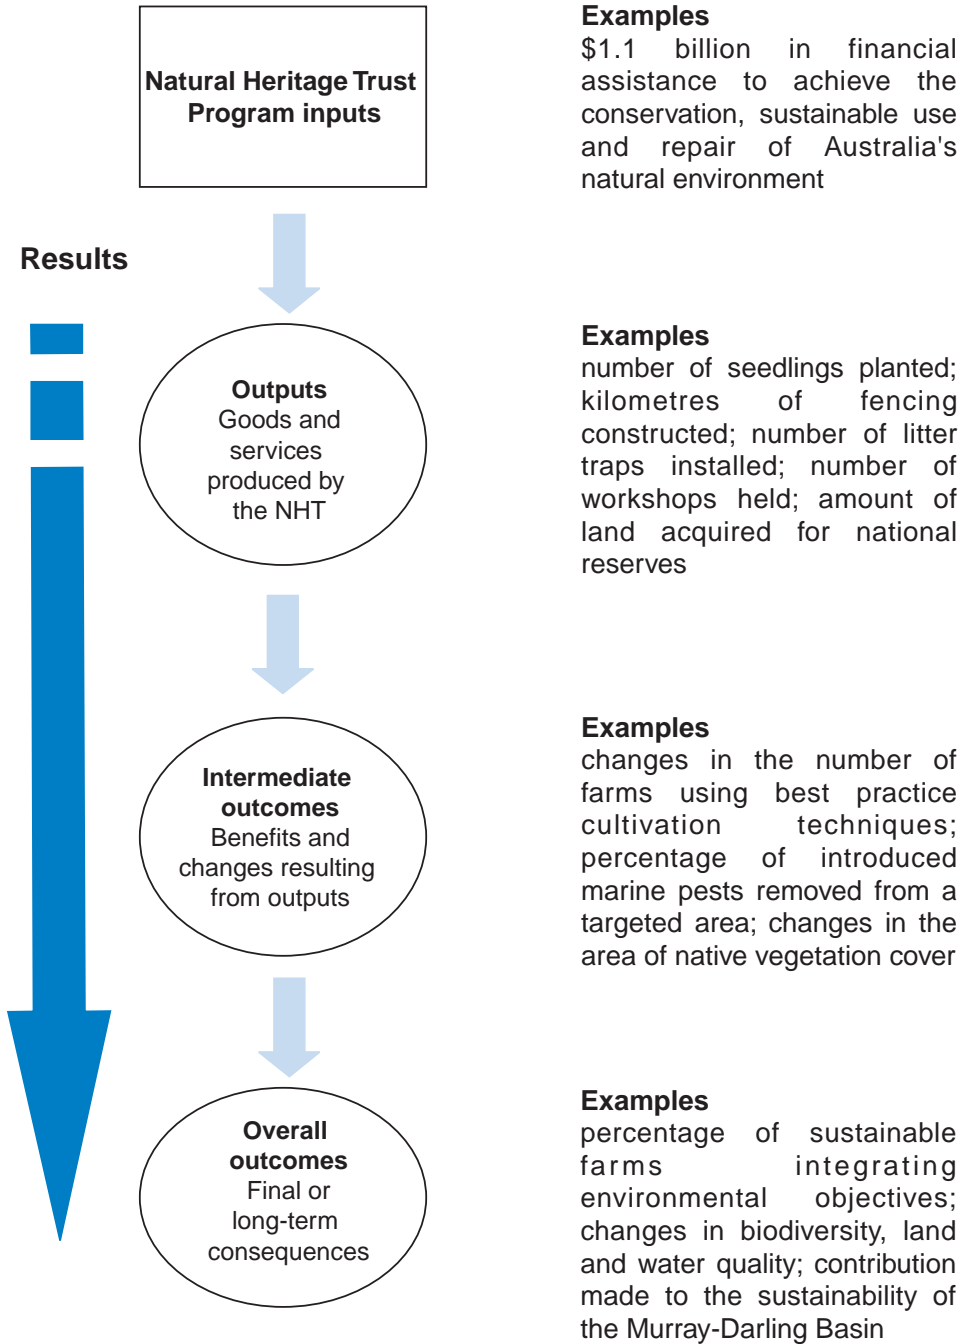 Natural Heritage Trust
Program inputs
Examples
$1.1 billion in financial
assistance to achieve the
conservation, sustainable use
and repair of Australia's
natural environment
Results
Outputs
Goods and
services
produced by
the NHT
Examples
number of seedlings planted;
kilometres of fencing
constructed; number of litter
traps installed; number of
workshops held; amount of
land acquired for national
reserves
Intermediate
outcomes
Benefits and
changes resulting
from outputs
Examples
changes in the number of
farms using best practice
cultivation techniques;
percentage of introduced
marine pests removed from a
targeted area; changes in the
area of native vegetation cover
Overall
outcomes
Final or
long-term
consequences
Examples
percentage of sustainable
farms integrating
environmental objectives;
changes in biodiversity, land
and water quality; contribution
made to the sustainability of
the Murray-Darling Basin